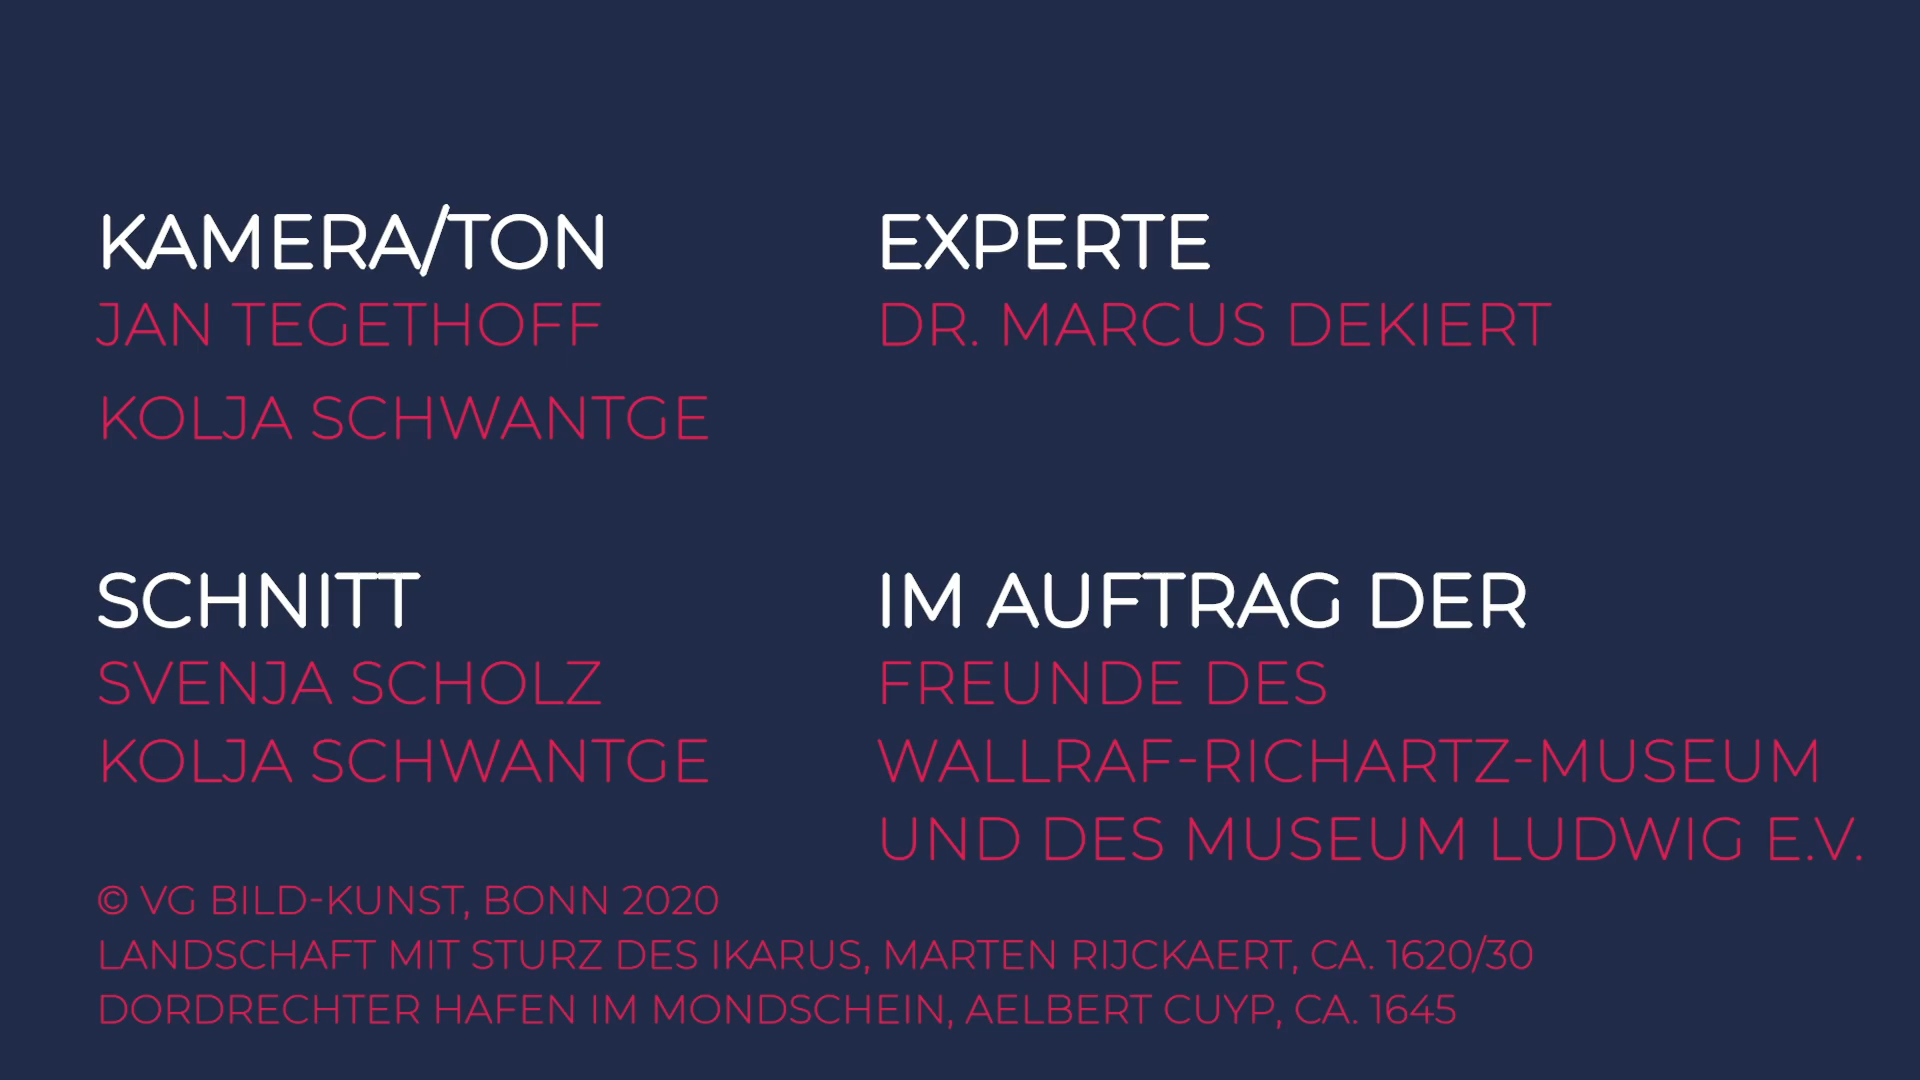 KAMERA/TON
JAN TEGETHOFF
KOLJA SCHWANTGE
EXPERTE
DR. MARCUS DEKIERT
SCHNITT
SVENJA SCHOLZ
KOLJA SCHWANTGE
IM AUFTRAG DER
FREUNDE DES
WALLRAF-RICHARTZ-MUSEUM
UND DES MUSEUM LUDWIG E.V.
© VG BILD-KUNST, BONN 2020
LANDSCHAFT MIT STURZ DES IKARUS, MARTEN RIJCKAERT, CA. 1620/30
DORDRECHTER HAFEN IM MONDSCHEIN, AELBERT CUYP, CA. 1645